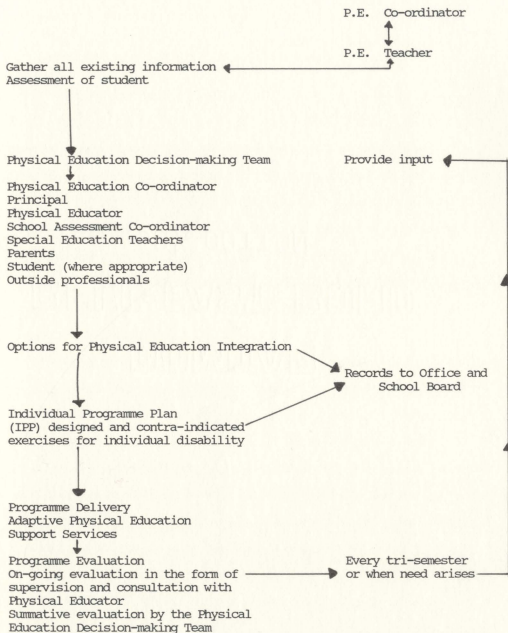 P.E. Co-ordinator
P.E. Teacher
Gather all existing information
Assessment of student
Physical Education Decision-making Team
Provide input
Physical Education Co-ordinator
Principal
Physical Educator
School Assessment Co-ordinator
Special Education Teachers
Parents
Student (where appropriate)
Outside professionals
Options for Physical Education Integration
Records to Office and
School Board
Individual Programme Plan
(IPP) designed and contra-indicated
exercises for individual disability
Programme Delivery
Adaptive Physical Education
Support Services
Programme Evaluation
On-going evaluation in the form of
supervision and consultation with
Physical Educator
Summative evaluation by the Physical
Education Decision-making Team
Every tri-semester
or when need arises